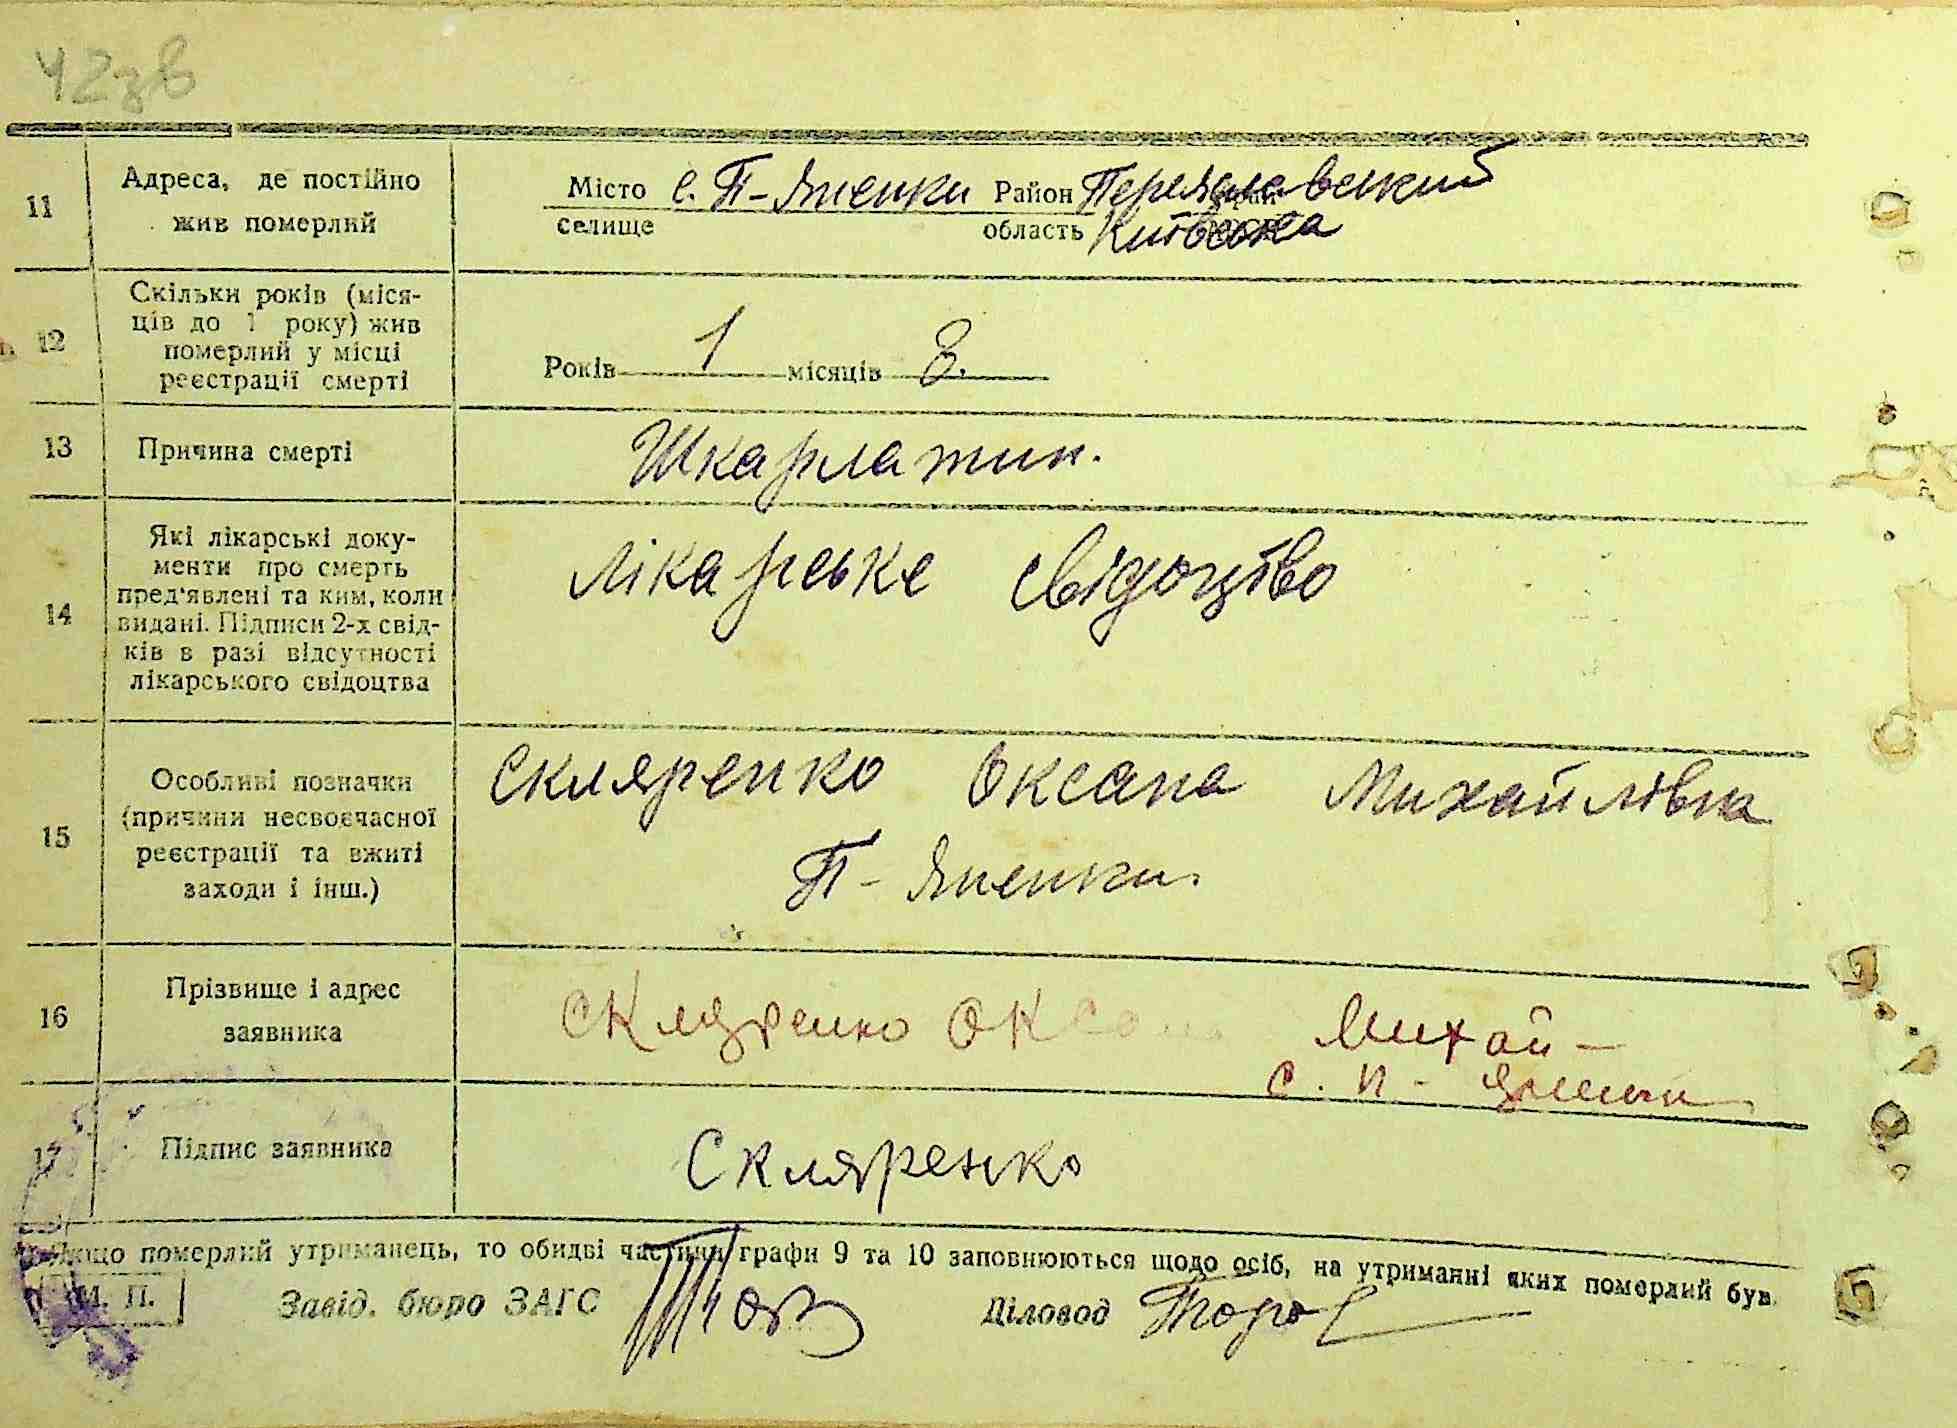 42зв
11 Адреса, де постійно
жив померлий
Місто с. П-Яненки Район Переяславський
селище область Київська
12 Скільки років (міся-
ців до 1 року) жив
померлий у місці
реєстрації смерті
Років 1 місяців 8.
13 Причина смерті Шкарлатин.
14 Які лікарські доку-
менти про смерть
пред'явлені та ким, коли
видані. Підписи 2-х свід-
ків в разі відсутності
лікарського свідоцтва
лікарське свідоцтво
15 Особливі позначки
(причини несвоєчасної
реєстрації та вжиті
заходи і інш.)
Скляренко Оксана Михайлівна
П-Яненки.
16 Прізвище і адрес
заявника
Скляренко Оксана Михай-
с. П-Яненки
17 Підпис заявника Скляренко
Якщо померлий утриманець, то обидві частини графи 9 та 10 заповнюються щодо осіб, на утриманні яких померлий був.
М. П. Завід. бюро ЗАГС Діловод